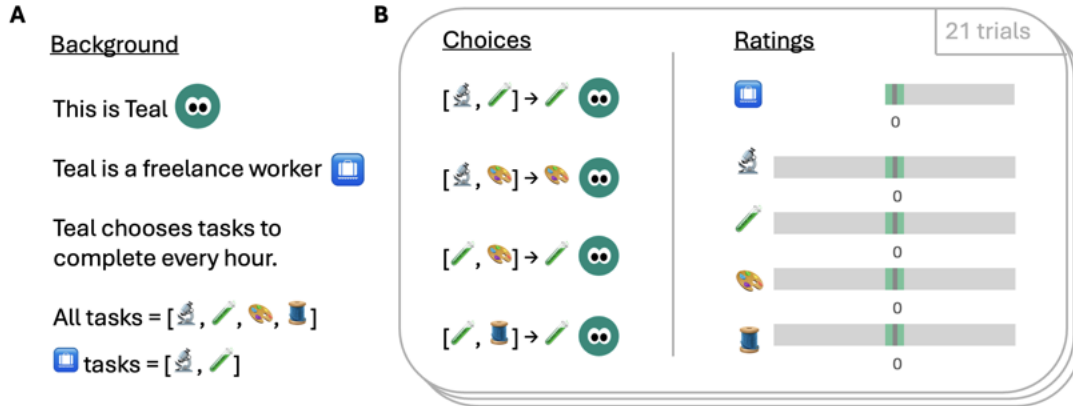 A
Background
This is Teal
Teal is a freelance worker
Teal chooses tasks to
complete every hour.
All tasks = [ , , , ]
tasks = [ , ]
B
21 trials
Choices
[ , ] →
[ , ] →
[ , ] →
[ , ] →
Ratings
0
0
0
0
0